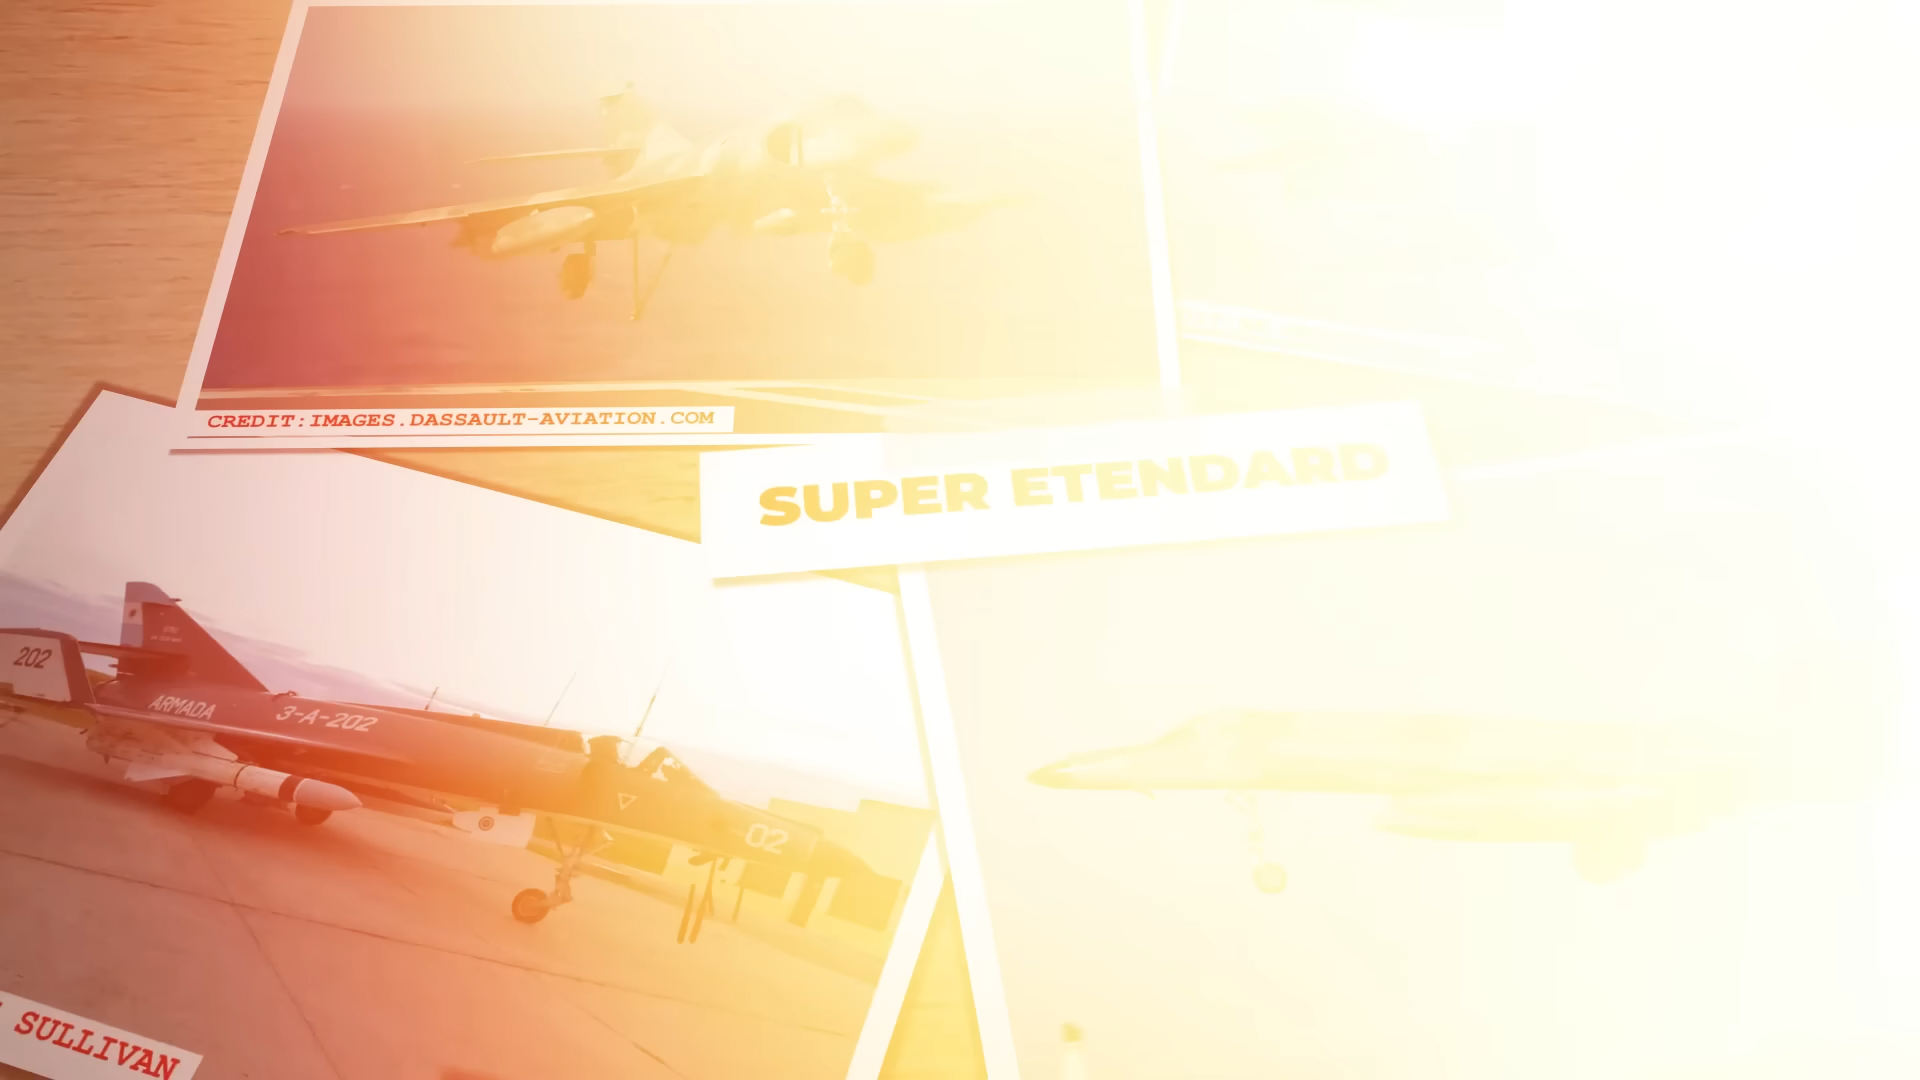 CREDIT:IMAGES.DASSAULT-AVIATION.COM
SUPER ETENDARD
202
ARMADA
3-A-202
02
SULLIVAN